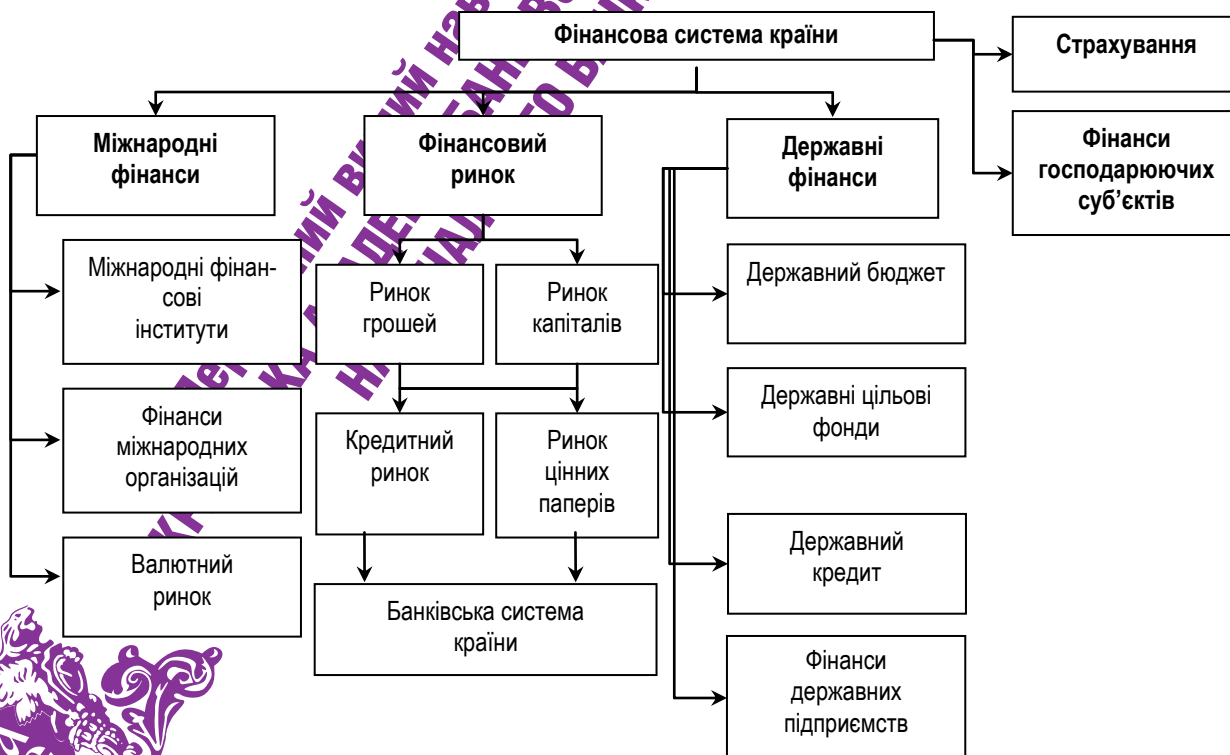 Фінансова система країни
Страхування
Міжнародні
фінанси
Фінансовий
ринок
Державні
фінанси
Фінанси
господарюючих
суб’єктів
Міжнародні фінан-
сові
інститути
Ринок
грошей
Ринок
капіталів
Державний бюджет
Фінанси
міжнародних
організацій
Кредитний
ринок
Ринок
цінних
паперів
Державні цільові
фонди
Валютний
ринок
Банківська система
країни
Державний
кредит
Фінанси
державних
підприємств